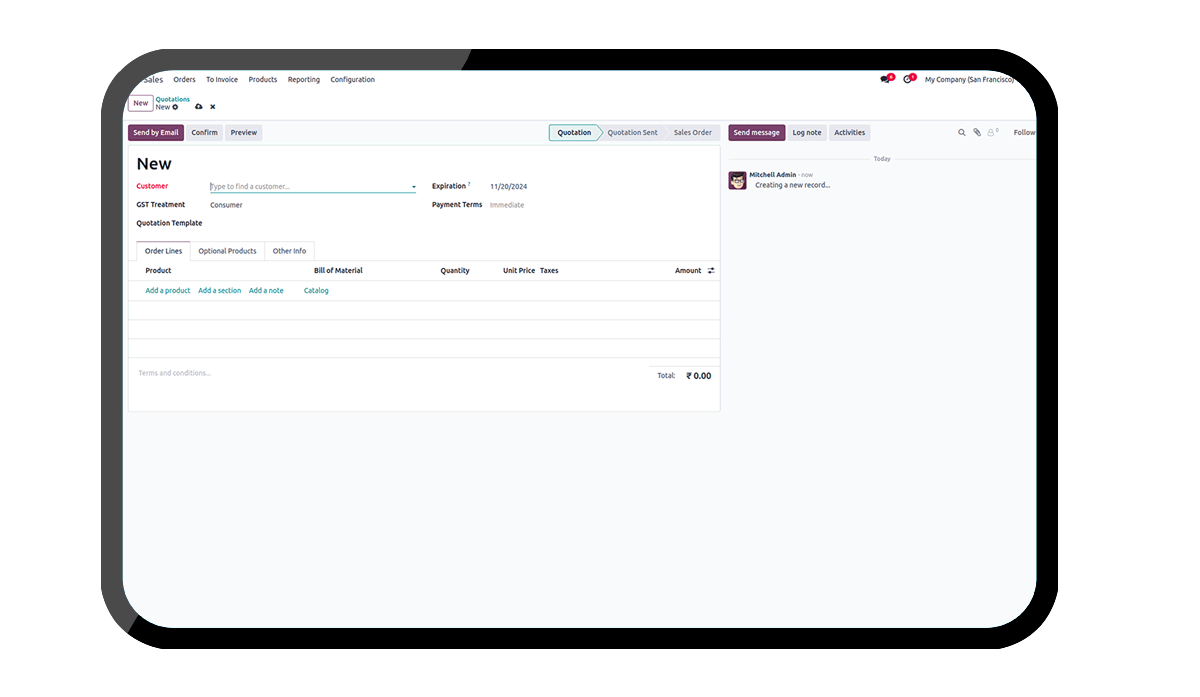 Sales Orders To Invoice Products Reporting Configuration 6 1 My Company (San Francisco)
New Quotations
New
Send by Email Confirm Preview Quotation Quotation Sent Sales Order Send message Log note Activities 0 Follow
Today
New
Mitchell Admin - now
Creating a new record...
Customer Type to find a customer... Expiration ? 11/20/2024
GST Treatment Consumer Payment Terms Immediate
Quotation Template
Order Lines Optional Products Other Info
Product Bill of Material Quantity Unit Price Taxes Amount
Add a product Add a section Add a note Catalog
Terms and conditions... Total: ₹ 0.00